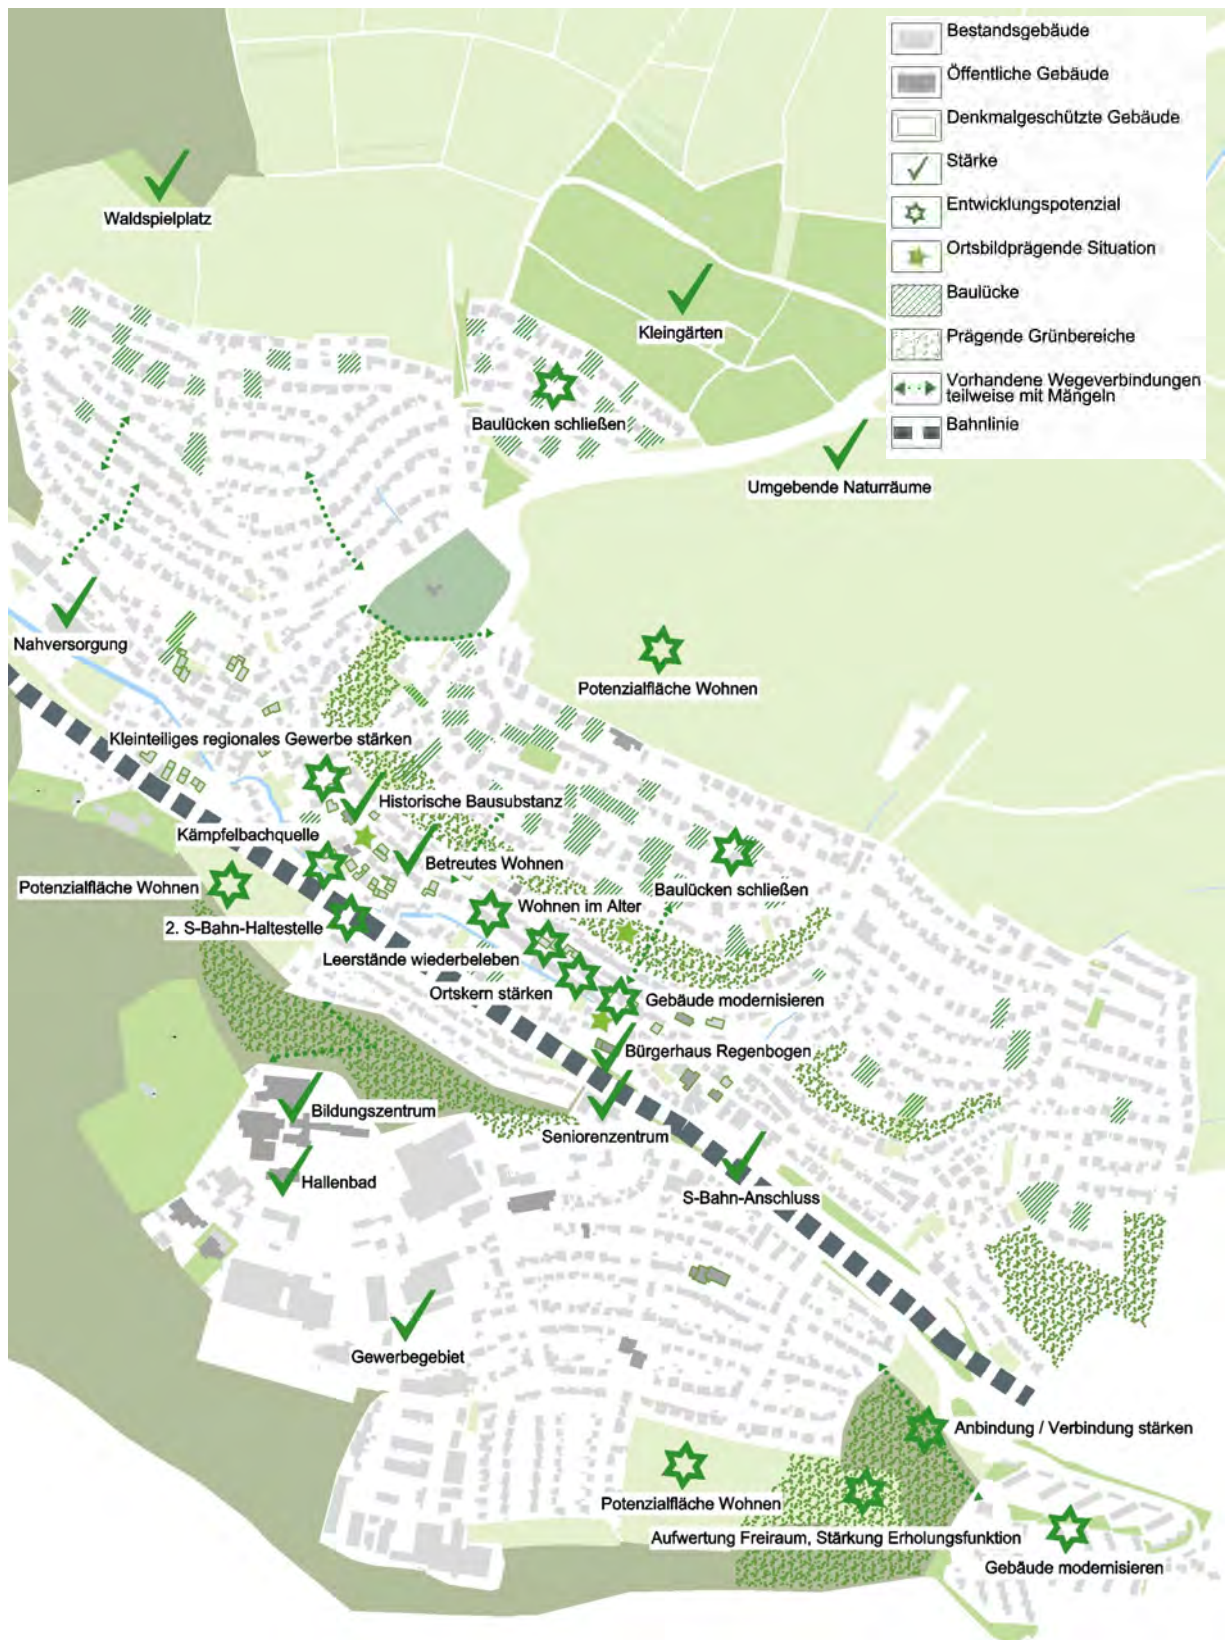 Bestandsgebäude
Öffentliche Gebäude
Denkmalgeschützte Gebäude
Stärke
Entwicklungspotenzial
Ortsbildprägende Situation
Baulücke
Prägende Grünbereiche
Vorhandene Wegeverbindungen
teilweise mit Mängeln
Bahnlinie
Waldspielplatz
Kleingärten
Baulücken schließen
Umgebende Naturräume
Nahversorgung
Potenzialfläche Wohnen
Kleinteiliges regionales Gewerbe stärken
Historische Bausubstanz
Kämpfelbachquelle
Betreutes Wohnen
Potenzialfläche Wohnen
Baulücken schließen
Wohnen im Alter
2. S-Bahn-Haltestelle
Leerstände wiederbeleben
Ortskern stärken
Gebäude modernisieren
Bürgerhaus Regenbogen
Bildungszentrum
Seniorenzentrum
Hallenbad
S-Bahn-Anschluss
Gewerbegebiet
Anbindung / Verbindung stärken
Potenzialfläche Wohnen
Aufwertung Freiraum, Stärkung Erholungsfunktion
Gebäude modernisieren